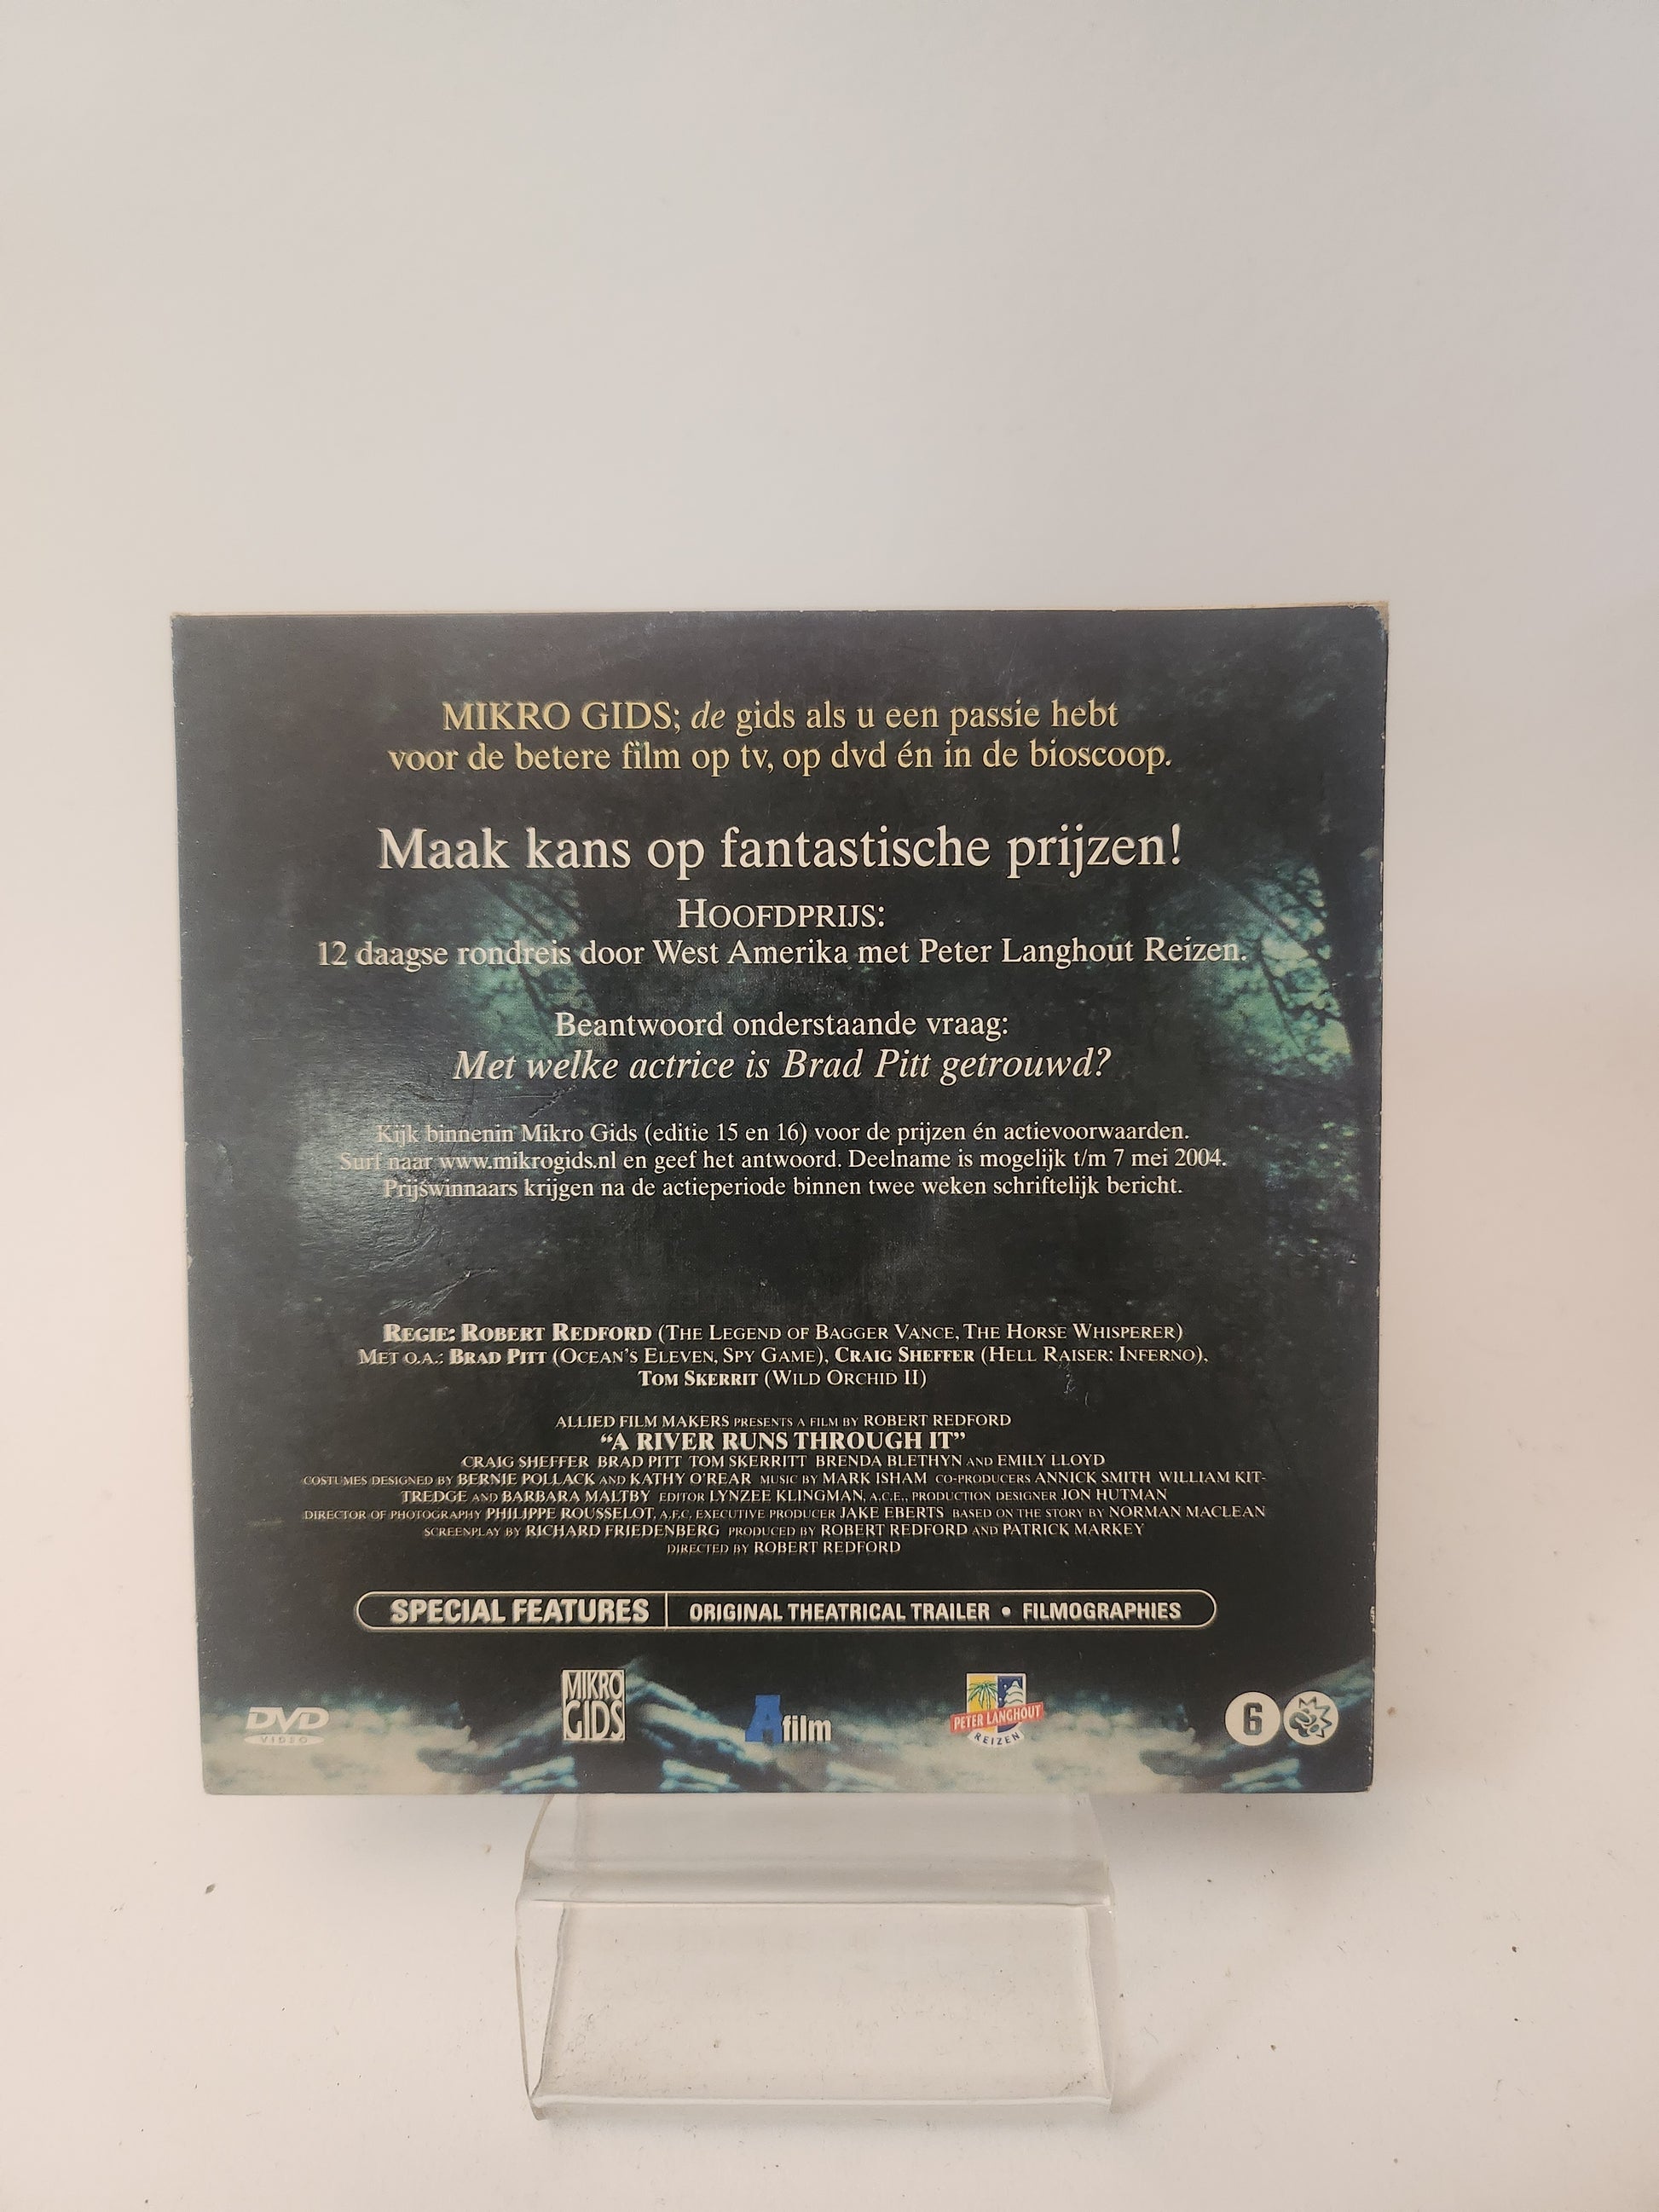 MIKRO GIDS; de gids als u een passie hebt
voor de betere film op tv, op dvd én in de bioscoop.
Maak kans op fantastische prijzen!
HOOFDPRIJS:
12 daagse rondreis door West Amerika met Peter Langhout Reizen.
Beantwoord onderstaande vraag:
Met welke actrice is Brad Pitt getrouwd?
Kijk binnenin Mikro Gids (editie 15 en 16) voor de prijzen én actievoorwaarden.
Surf naar www.mikrogids.nl en geef het antwoord. Deelname is mogelijk t/m 7 mei 2004.
Prijswinnaars krijgen na de actieperiode binnen twee weken schriftelijk bericht.
REGIE: ROBERT REDFORD (THE LEGEND OF BAGGER VANCE, THE HORSE WHISPERER)
MET O.A.: BRAD PITT (OCEAN'S ELEVEN, SPY GAME), CRAIG SHEFFER (HELL RAISER: INFERNO),
TOM SKERRIT (WILD ORCHID II)
ALLIED FILM MAKERS PRESENTS A FILM BY ROBERT REDFORD
"A RIVER RUNS THROUGH IT"
CRAIG SHEFFER BRAD PITT TOM SKERRITT BRENDA BLETHYN AND EMILY LLOYD
COSTUMES DESIGNED BY BERNIE POLLACK AND KATHY O'REAR MUSIC BY MARK ISHAM CO-PRODUCERS ANNICK SMITH WILLIAM KIT-
TREDGE AND BARBARA MALTBY EDITOR LYNZEE KLINGMAN, A.C.E., PRODUCTION DESIGNER JON HUTMAN
DIRECTOR OF PHOTOGRAPHY PHILIPPE ROUSSELOT, A.F.C, EXECUTIVE PRODUCER JAKE EBERTS BASED ON THE STORY BY NORMAN MACLEAN
SCREENPLAY BY RICHARD FRIEDENBERG PRODUCED BY ROBERT REDFORD AND PATRICK MARKEY
DIRECTED BY ROBERT REDFORD
SPECIAL FEATURES ORIGINAL THEATRICAL TRAILER • FILMOGRAPHIES
DVD
VIDEO
MIKRO
GIDS
A film
PETER LANGHOUT
REIZEN
6